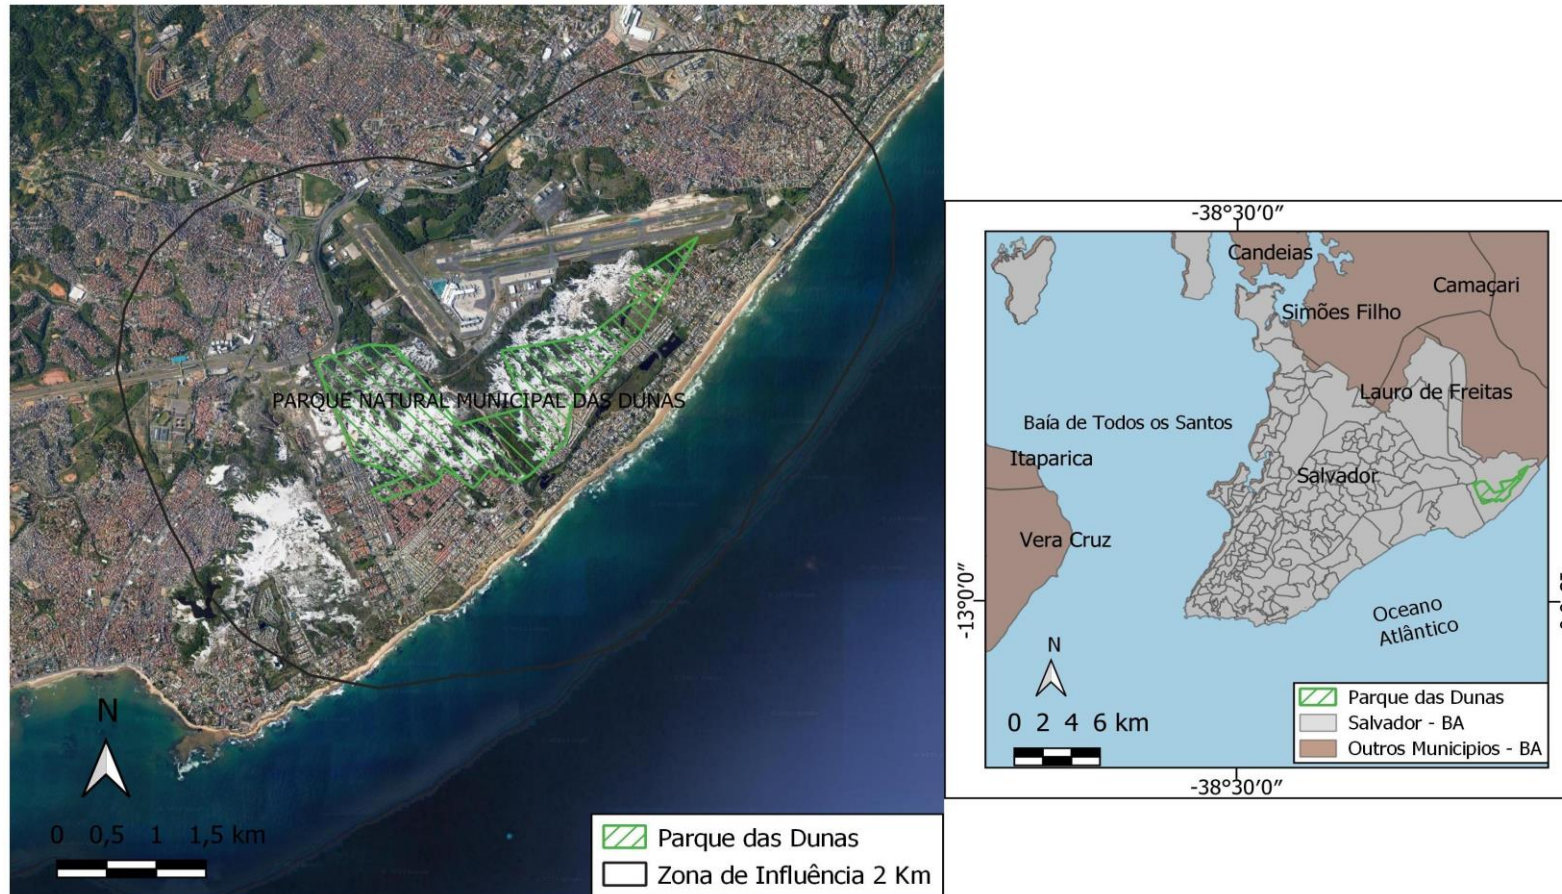 PARQUE NATURAL MUNICIPAL DAS DUNAS
N
0 0,5 1 1,5 km
Parque das Dunas
Zona de Influência 2 Km
-38°30'0"
Candeias
Camaçari
Simões Filho
Lauro de Freitas
Baía de Todos os Santos
Itaparica
Salvador
Vera Cruz
-13°0'0"
Oceano
Atlântico
N
0 2 4 6 km
Parque das Dunas
Salvador - BA
Outros Municipios - BA
-38°30'0"